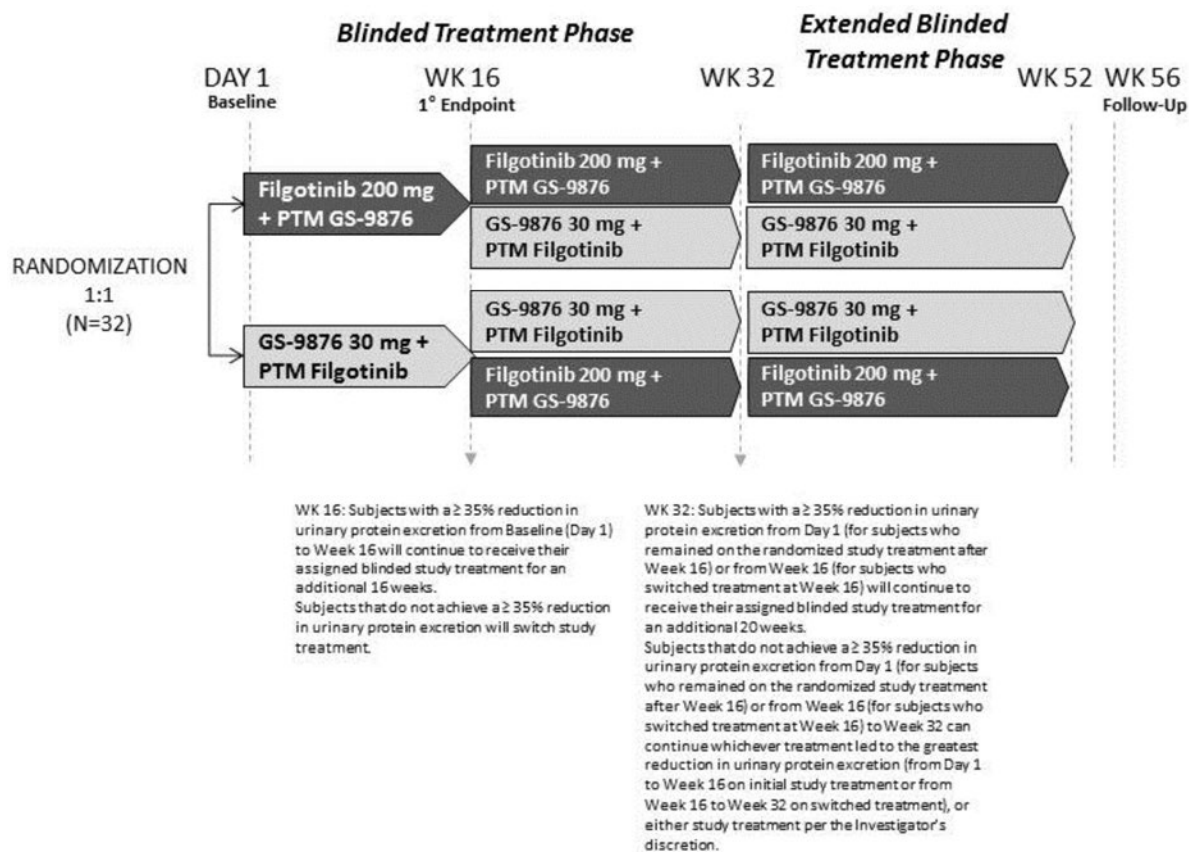 Blinded Treatment Phase
Extended Blinded
Treatment Phase
DAY 1
Baseline
WK 16
1° Endpoint
WK 32
WK 52
WK 56
Follow-Up
RANDOMIZATION
1:1
(N=32)
Filgotinib 200 mg
+ PTM GS-9876
Filgotinib 200 mg +
PTM GS-9876
Filgotinib 200 mg +
PTM GS-9876
GS-9876 30 mg +
PTM Filgotinib
GS-9876 30 mg +
PTM Filgotinib
GS-9876 30 mg +
PTM Filgotinib
GS-9876 30 mg +
PTM Filgotinib
GS-9876 30 mg +
PTM Filgotinib
Filgotinib 200 mg +
PTM GS-9876
Filgotinib 200 mg +
PTM GS-9876
WK 16: Subjects with a ≥ 35% reduction in
urinary protein excretion from Baseline (Day 1)
to Week 16 will continue to receive their
assigned blinded study treatment for an
additional 16 weeks.
Subjects that do not achieve a ≥ 35% reduction
in urinary protein excretion will switch study
treatment.
WK 32: Subjects with a ≥ 35% reduction in urinary
protein excretion from Day 1 (for subjects who
remained on the randomized study treatment after
Week 16) or from Week 16 (for subjects who
switched treatment at Week 16) will continue to
receive their assigned blinded study treatment for
an additional 20 weeks.
Subjects that do not achieve a ≥ 35% reduction in
urinary protein excretion from Day 1 (for subjects
who remained on the randomized study treatment
after Week 16) or from Week 16 (for subjects who
switched treatment at Week 16) to Week 32 can
continue whichever treatment led to the greatest
reduction in urinary protein excretion (from Day 1
to Week 16 on initial study treatment or from
Week 16 to Week 32 on switched treatment), or
either study treatment per the Investigator's
discretion.